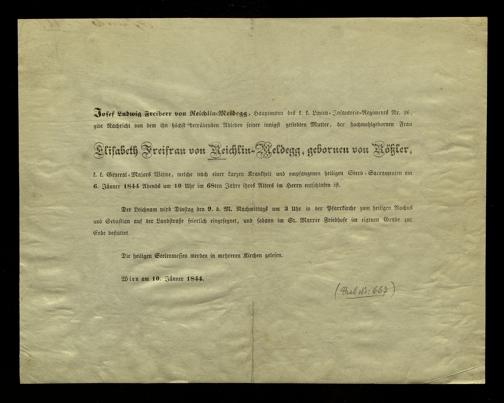 Josef Ludwig Freiherr von Reichlin-Meldegg, Hauptmann des k. k. Linien-Infanterie-Regiments Nr. 26,
gibt Nachricht von dem ihn höchst betrübenden Ableben seiner innigst geliebten Mutter, der hochwohlgebornen Frau
Elisabeth Freifrau von Reichlin-Meldegg, gebornen von Rößler,
k. k. General-Majors Witwe, welche nach einer kurzen Krankheit und empfangenen heiligen Sterb-Sacramenten am
6. Jänner 1844 Abends um 10 Uhr im 68ten Jahre ihres Alters im Herrn entschlafen ist.
Der Leichnam wird Dinstag den 9. d. M. Nachmittags um 3 Uhr in der Pfarrkirche zum heiligen Rochus
und Sebastian auf der Landstraße feierlich eingesegnet, und sodann im St. Marxer Friedhofe im eigenen Grabe zur
Erde bestattet.
Die heiligen Seelenmessen werden in mehreren Kirchen gelesen.
Wien am 10. Jänner 1844.